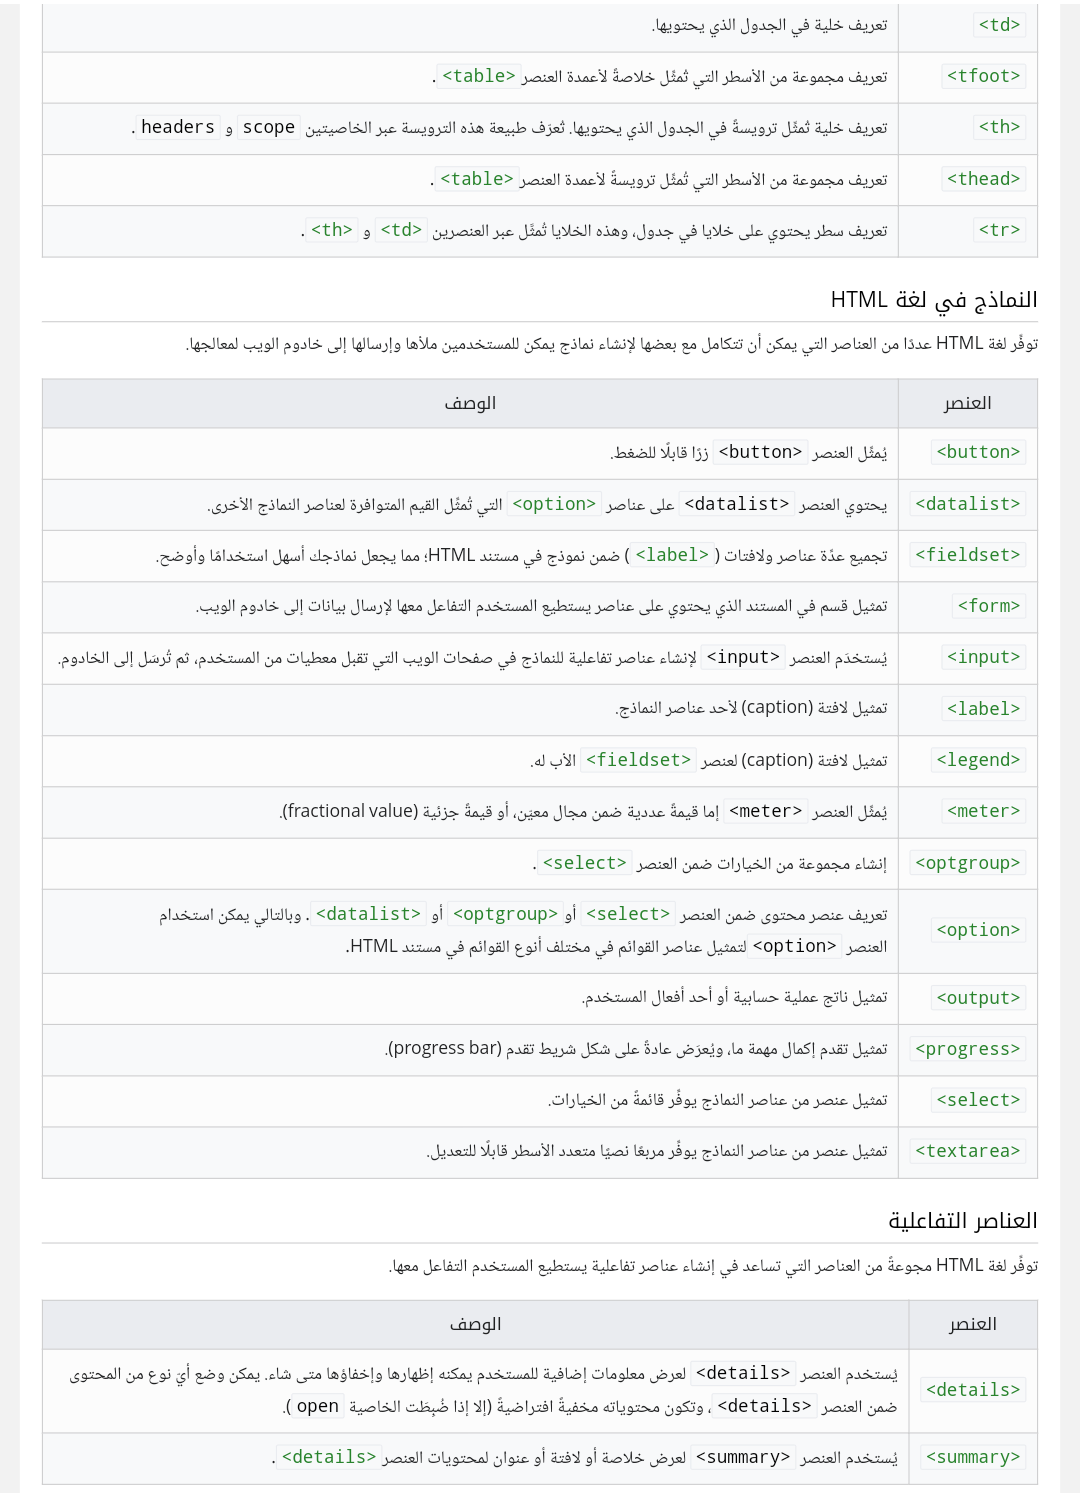 <td> تعريف خلية في الجدول الذي يحتويها.
<tfoot> تعريف مجموعة من الأسطر التي تُمثِّل خلاصةً لأعمدة العنصر <table>.
<th> تعريف خلية تُمثِّل ترويسةً في الجدول الذي يحتويها. تُعرَف طبيعة هذه الترويسة عبر الخاصيتين scope و headers.
<thead> تعريف مجموعة من الأسطر التي تُمثِّل ترويسةً لأعمدة العنصر <table>.
<tr> تعريف سطر يحتوي على خلايا في جدول، وهذه الخلايا تُمثَّل عبر العنصرين <td> و <th>.
النماذج في لغة HTML
توفِّر لغة HTML عددًا من العناصر التي يمكن أن تتكامل مع بعضها لإنشاء نماذج يمكن للمستخدمين ملأها وإرسالها إلى خادوم الويب لمعالجها.
العنصر الوصف
<button> يُمثِّل العنصر <button> زرًا قابلًا للضغط.
<datalist> يحتوي العنصر <datalist> على عناصر <option> التي تُمثِّل القيم المتوافرة لعناصر النماذج الأخرى.
<fieldset> تجميع عدِّة عناصر ولافتات (<label>) ضمن نموذج في مستند HTML؛ مما يجعل نماذجك أسهل استخدامًا وأوضح.
<form> تمثيل قسم في المستند الذي يحتوي على عناصر يستطيع المستخدم التفاعل معها لإرسال بيانات إلى خادوم الويب.
<input> يُستخدَم العنصر <input> لإنشاء عناصر تفاعلية للنماذج في صفحات الويب التي تقبل معطيات من المستخدم، ثم تُرسَل إلى الخادوم.
<label> تمثيل لافتة (caption) لأحد عناصر النماذج.
<legend> تمثيل لافتة (caption) لعنصر <fieldset> الأب له.
<meter> يُمثِّل العنصر <meter> إما قيمةً عددية ضمن مجال معيّن، أو قيمةً جزئية (fractional value).
<optgroup> إنشاء مجموعة من الخيارات ضمن العنصر <select>.
<option> تعريف عنصر محتوى ضمن العنصر <select> أو <optgroup> أو <datalist>. وبالتالي يمكن استخدام
العنصر <option> لتمثيل عناصر القوائم في مختلف أنوع القوائم في مستند HTML.
<output> تمثيل ناتج عملية حسابية أو أحد أفعال المستخدم.
<progress> تمثيل تقدم إكمال مهمة ما، ويُعرَض عادةً على شكل شريط تقدم (progress bar).
<select> تمثيل عنصر من عناصر النماذج يوفِّر قائمةً من الخيارات.
<textarea> تمثيل عنصر من عناصر النماذج يوفِّر مربعًا نصيًا متعدد الأسطر قابلًا للتعديل.
العناصر التفاعلية
توفِّر لغة HTML مجوعةً من العناصر التي تساعد في إنشاء عناصر تفاعلية يستطيع المستخدم التفاعل معها.
العنصر الوصف
<details> يُستخدم العنصر <details> لعرض معلومات إضافية للمستخدم يمكنه إظهارها وإخفاؤها متى شاء. يمكن وضع أيّ نوع من المحتوى
ضمن العنصر <details>، وتكون محتوياته مخفيةً افتراضيةً (إلا إذا ضُبِطَت الخاصية open).
<summary> يُستخدم العنصر <summary> لعرض خلاصة أو لافتة أو عنوان لمحتويات العنصر <details>.